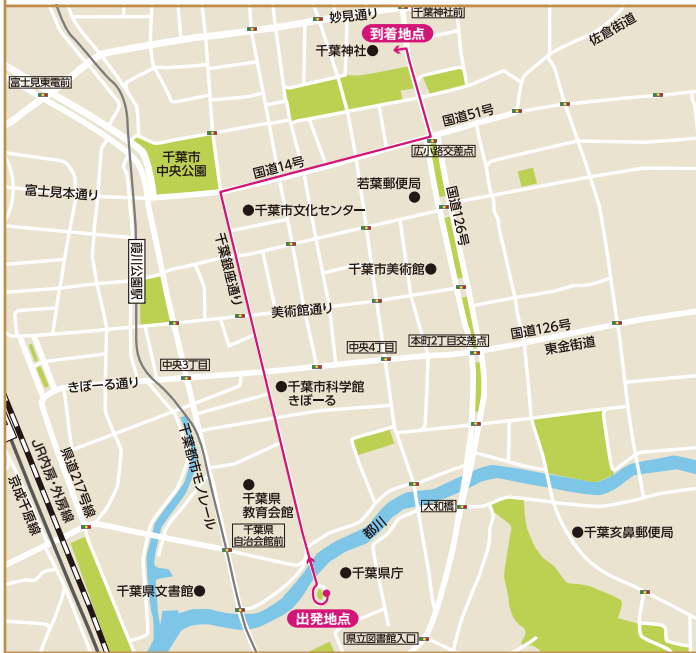 妙見通り
千葉神社前
到着地点
千葉神社
佐倉街道
富士見東電前
国道51号
広小路交差点
千葉市
中央公園
国道14号
若葉郵便局
富士見本通り
千葉市文化センター
国道126号
千葉銀座通り
葭川公園駅
千葉市美術館
美術館通り
国道126号
東金街道
本町2丁目交差点
中央4丁目
中央3丁目
きぼーる通り
千葉市科学館
きぼーる
千葉都市モノレール
県道217号線
JR内房・外房線
京成千原線
千葉県
教育会館
大和橋
千葉県
自治会館前
都川
千葉亥鼻郵便局
千葉県庁
千葉県文書館
出発地点
県立図書館入口